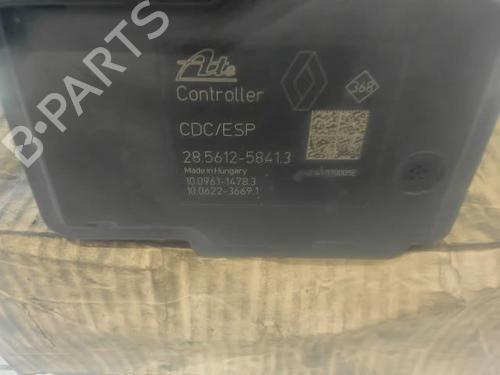 Ate
368
Controller
CDC/ESP
28.5612-5841.3
Made in Hungary
10.0961-1478.3
10.0622-3669.1
B-PARTS